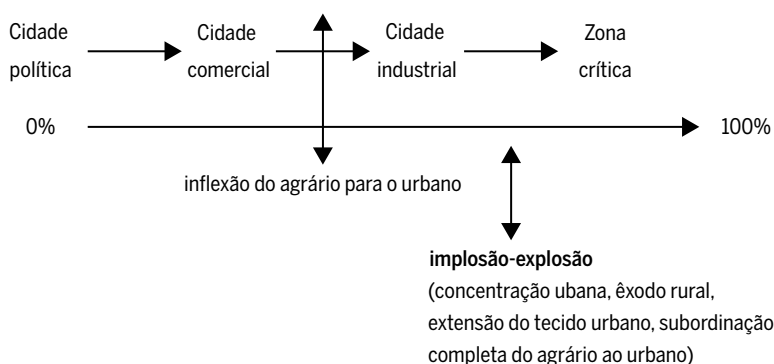 Cidade política
Cidade comercial
Cidade industrial
Zona crítica
0%
100%
inflexão do agrário para o urbano
implosão-explosão
(concentração ubana, êxodo rural,
extensão do tecido urbano, subordinação
completa do agrário ao urbano)